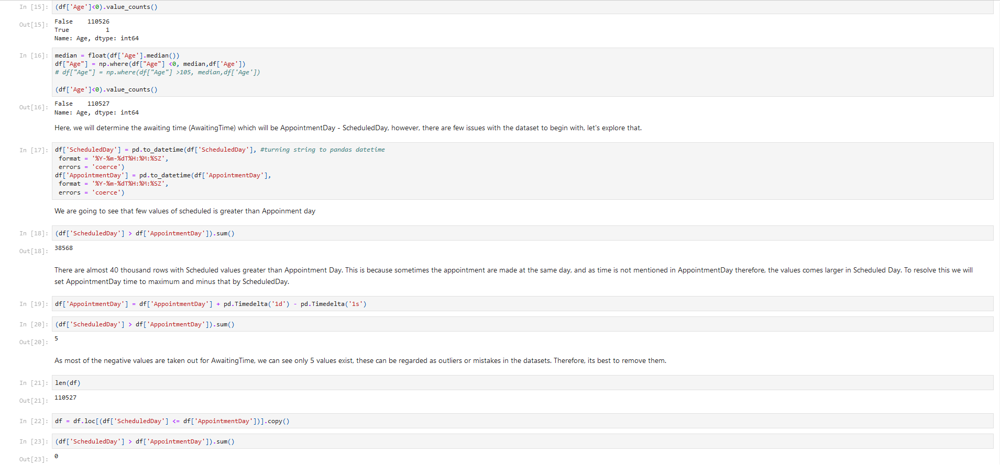 In [15]: (df['Age']<0).value_counts()
Out[15]: False    110526
True          1
Name: Age, dtype: int64
In [16]: median = float(df['Age'].median())
df["Age"] = np.where(df["Age"] <0, median,df['Age'])
# df["Age"] = np.where(df["Age"] >105, median,df['Age'])
(df['Age']<0).value_counts()
Out[16]: False    110527
Name: Age, dtype: int64
Here, we will determine the awaiting time (AwaitingTime) which will be AppointmentDay - ScheduledDay, however, there are few issues with the dataset to begin with, let's explore that.
In [17]: df['ScheduledDay'] = pd.to_datetime(df['ScheduledDay'], #turning string to pandas datetime
format = '%Y-%m-%dT%H:%M:%SZ',
errors = 'coerce')
df['AppointmentDay'] = pd.to_datetime(df['AppointmentDay'],
format = '%Y-%m-%dT%H:%M:%SZ',
errors = 'coerce')
We are going to see that few values of scheduled is greater than Appoinment day
In [18]: (df['ScheduledDay'] > df['AppointmentDay']).sum()
Out[18]: 38568
There are almost 40 thousand rows with Scheduled values greater than Appointment Day. This is because sometimes the appointment are made at the same day, and as time is not mentioned in AppointmentDay therefore, the values comes larger in Scheduled Day. To resolve this we will
set AppointmentDay time to maximum and minus that by ScheduledDay.
In [19]: df['AppointmentDay'] = df['AppointmentDay'] + pd.Timedelta('1d') - pd.Timedelta('1s')
In [20]: (df['ScheduledDay'] > df['AppointmentDay']).sum()
Out[20]: 5
As most of the negative values are taken out for AwaitingTime, we can see only 5 values exist, these can be regarded as outliers or mistakes in the datasets. Therefore, its best to remove them.
In [21]: len(df)
Out[21]: 110527
In [22]: df = df.loc[(df['ScheduledDay'] <= df['AppointmentDay'])].copy()
In [23]: (df['ScheduledDay'] > df['AppointmentDay']).sum()
Out[23]: 0